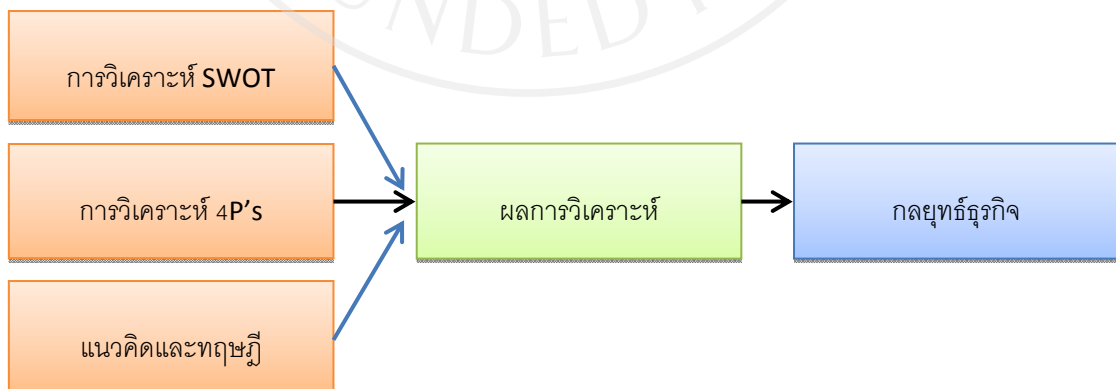 UNDED
การวิเคราะห์ SWOT
การวิเคราะห์ 4P's
ผลการวิเคราะห์
กลยุทธ์ธุรกิจ
แนวคิดและทฤษฎี